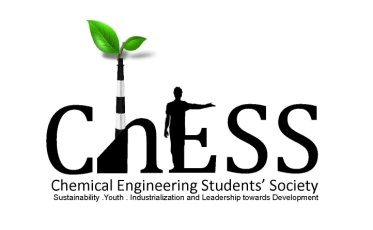 ChESS
Chemical Engineering Students' Society
Sustainability .Youth . Industrialization and Leadership towards Development